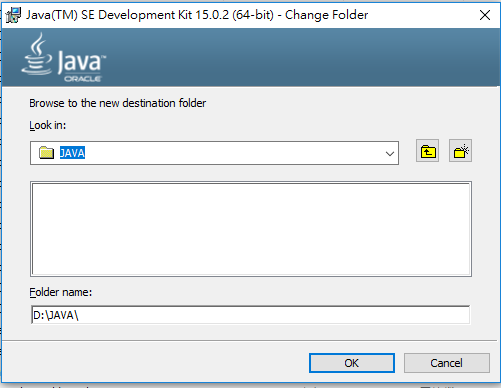 Java(TM) SE Development Kit 15.0.2 (64-bit) - Change Folder
Java
ORACLE
Browse to the new destination folder
Look in:
JAVA
Folder name:
D:\JAVA\
OK Cancel